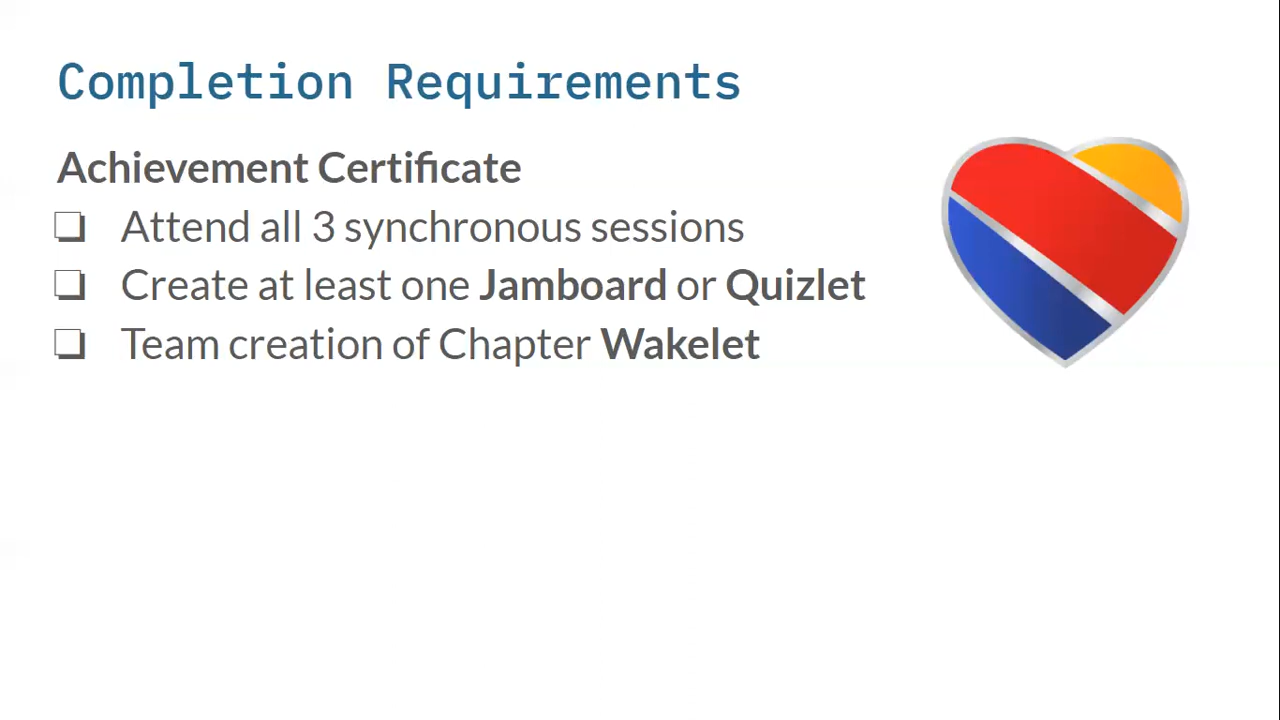 Completion Requirements
Achievement Certificate
❏ Attend all 3 synchronous sessions
❏ Create at least one Jamboard or Quizlet
❏ Team creation of Chapter Wakelet